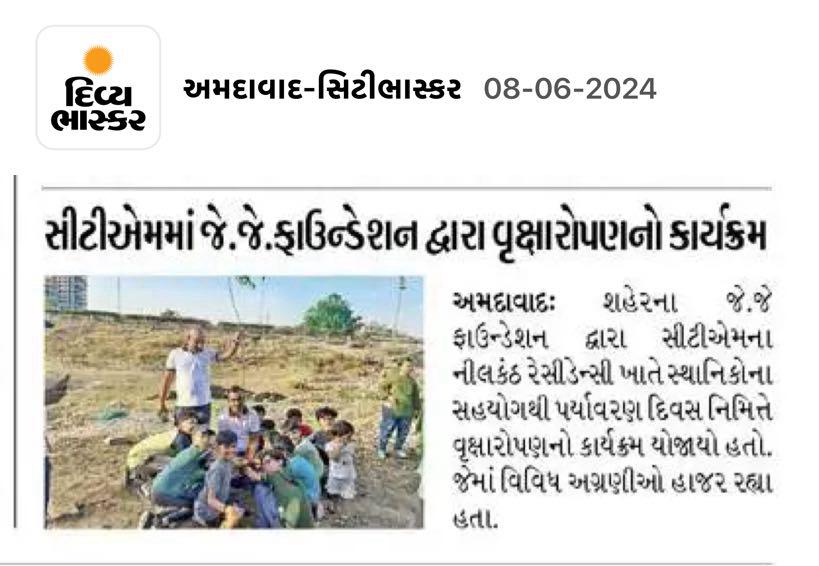 દિવ્ય
ભાસ્કર
અમદાવાદ-સિટીભાસ્કર 08-06-2024
સીટીએમમાં જે.જે.ફાઉન્ડેશન દ્વારા વૃક્ષારોપણનો કાર્યક્રમ
અમદાવાદઃ શહેરના જે.જે
ફાઉન્ડેશન દ્વારા સીટીએમના
નીલકંઠ રેસીડેન્સી ખાતે સ્થાનિકોના
સહયોગથી પર્યાવરણ દિવસ નિમિત્તે
વૃક્ષારોપણનો કાર્યક્રમ યોજાયો હતો.
જેમાં વિવિધ અગ્રણીઓ હાજર રહ્યા
હતા.